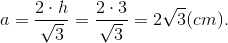 a = \frac{2 \cdot h}{\sqrt{3}} = \frac{2 \cdot 3}{\sqrt{3}} = 2\sqrt{3}(cm).